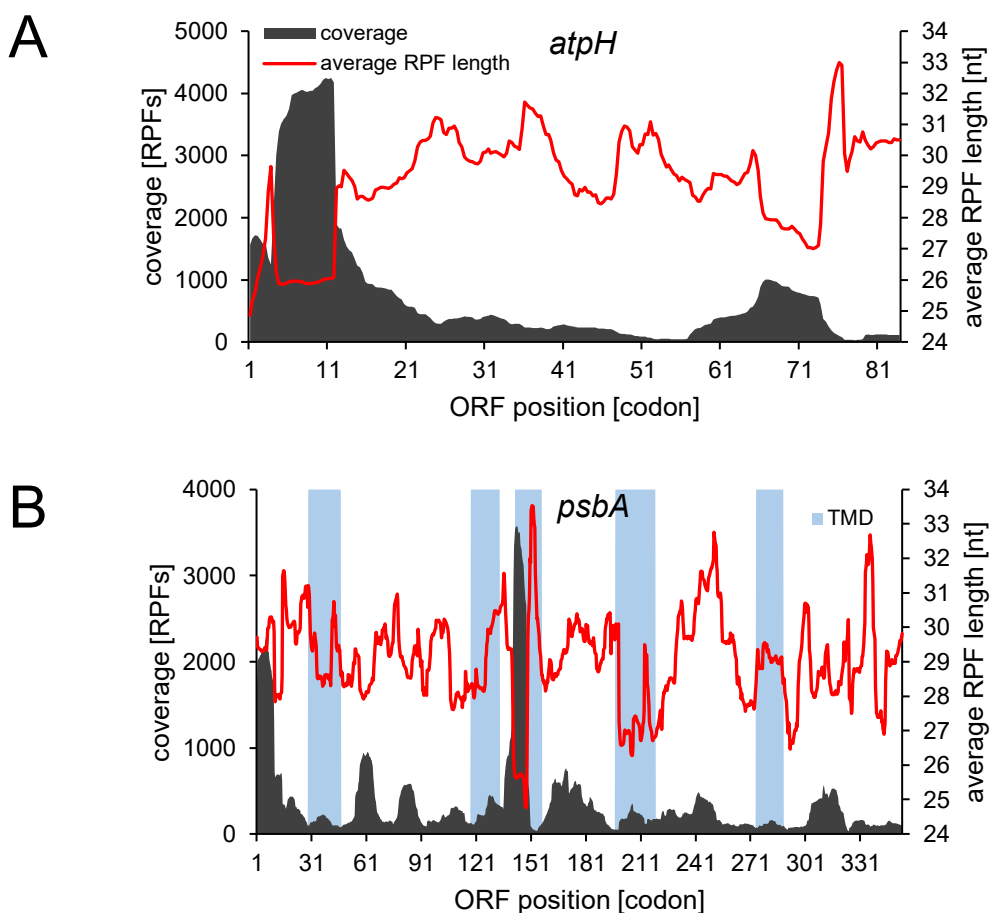 A
atpH
coverage
average RPF length
5000
4000
3000
2000
1000
0
coverage [RPFs]
34
33
32
31
30
29
28
27
26
25
24
average RPF length [nt]
1 11 21 31 41 51 61 71 81
ORF position [codon]
B
psbA
TMD
4000
3000
2000
1000
0
coverage [RPFs]
34
33
32
31
30
29
28
27
26
25
24
average RPF length [nt]
1 31 61 91 121 151 181 211 241 271 301 331
ORF position [codon]